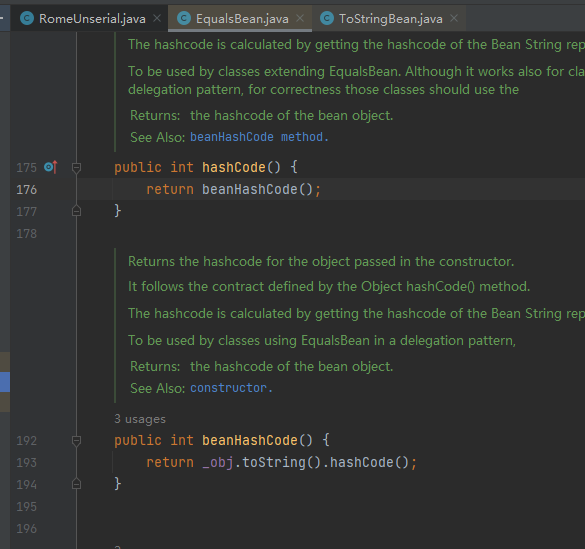 RomeUnserial.java × EqualsBean.java × ToStringBean.java ×
The hashcode is calculated by getting the hashcode of the Bean String rep
To be used by classes extending EqualsBean. Although it works also for cla
delegation pattern, for correctness those classes should use the
Returns: the hashcode of the bean object.
See Also: beanHashCode method.
175 public int hashCode() {
176 return beanHashCode();
177 }
178
Returns the hashcode for the object passed in the constructor.
It follows the contract defined by the Object hashCode() method.
The hashcode is calculated by getting the hashcode of the Bean String rep
To be used by classes using EqualsBean in a delegation pattern,
Returns: the hashcode of the bean object.
See Also: constructor.
3 usages
192 public int beanHashCode() {
193 return _obj.toString().hashCode();
194 }
195
196